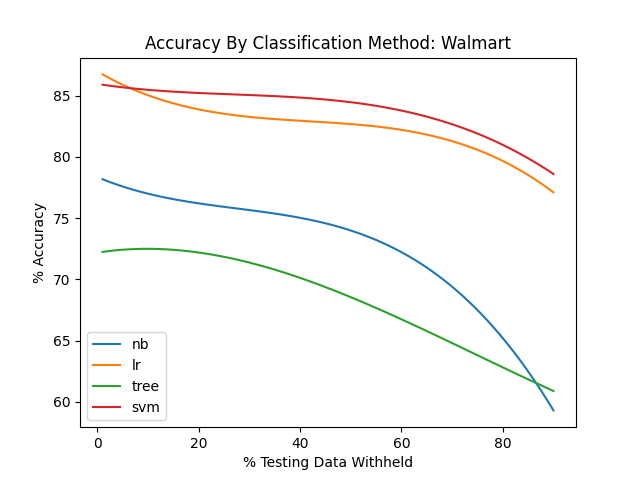 Accuracy By Classification Method: Walmart
% Accuracy
85
80
75
70
65
60
nb
lr
tree
svm
0 20 40 60 80
% Testing Data Withheld